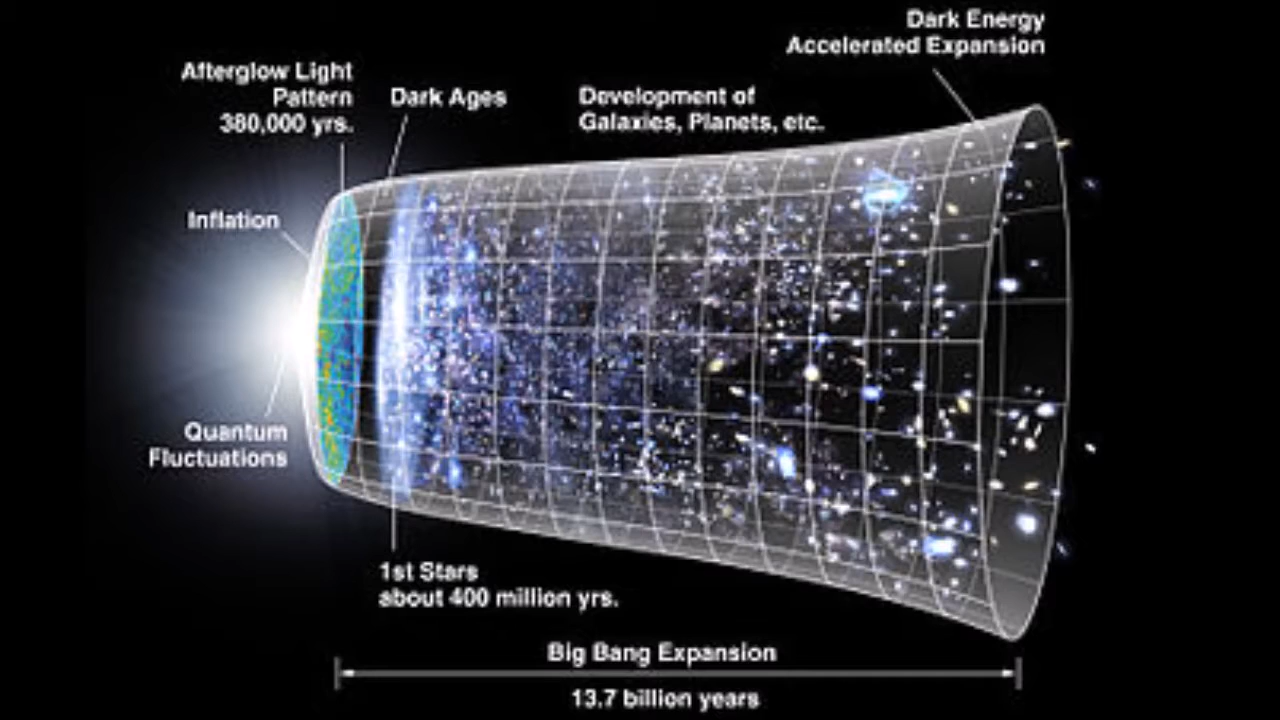 Dark Energy
Accelerated Expansion
Afterglow Light
Pattern
380,000 yrs.
Dark Ages
Development of
Galaxies, Planets, etc.
Inflation
Quantum
Fluctuations
1st Stars
about 400 million yrs.
Big Bang Expansion
13.7 billion years